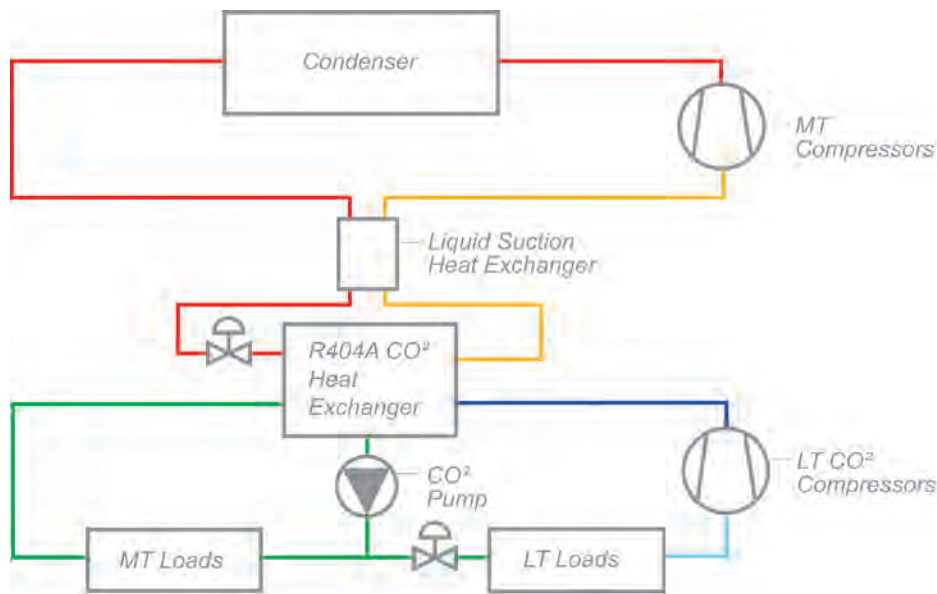 Condenser
MT
Compressors
Liquid Suction
Heat Exchanger
R404A CO²
Heat
Exchanger
LT CO²
Compressors
CO²
Pump
MT Loads
LT Loads